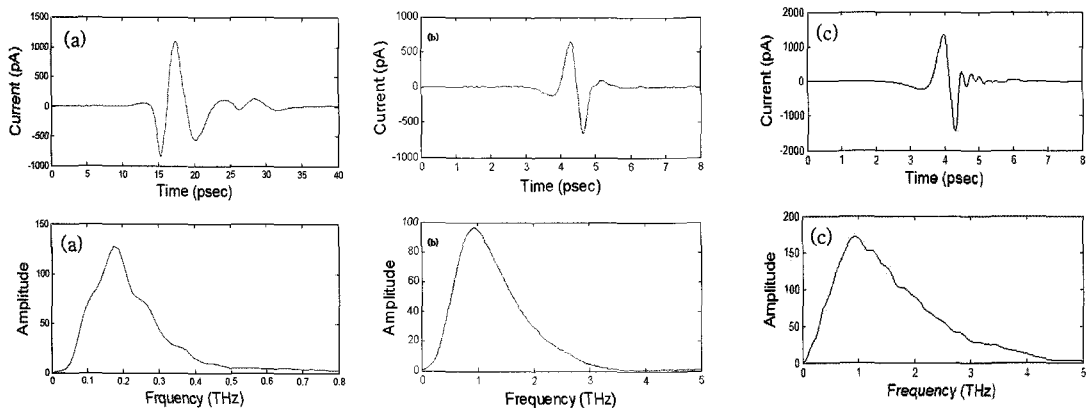 (a)
Current (pA)
1500
1000
500
0
-500
-1000
0 5 10 15 20 25 30 35 40
Time (psec)
(b)
Current (pA)
1000
500
0
-500
-1000
0 1 2 3 4 5 6 7 8
Time (psec)
(c)
Current (pA)
2000
1000
0
-1000
-2000
0 1 2 3 4 5 6 7 8
Time (psec)
(a)
Amplitude
150
100
50
0
0 0.1 0.2 0.3 0.4 0.5 0.6 0.7 0.8
Frquency (THz)
(b)
Amplitude
100
80
60
40
20
0
0 1 2 3 4 5
Frequency (THz)
(c)
Amplitude
200
150
100
50
0
0 1 2 3 4 5
Frequency (THz)